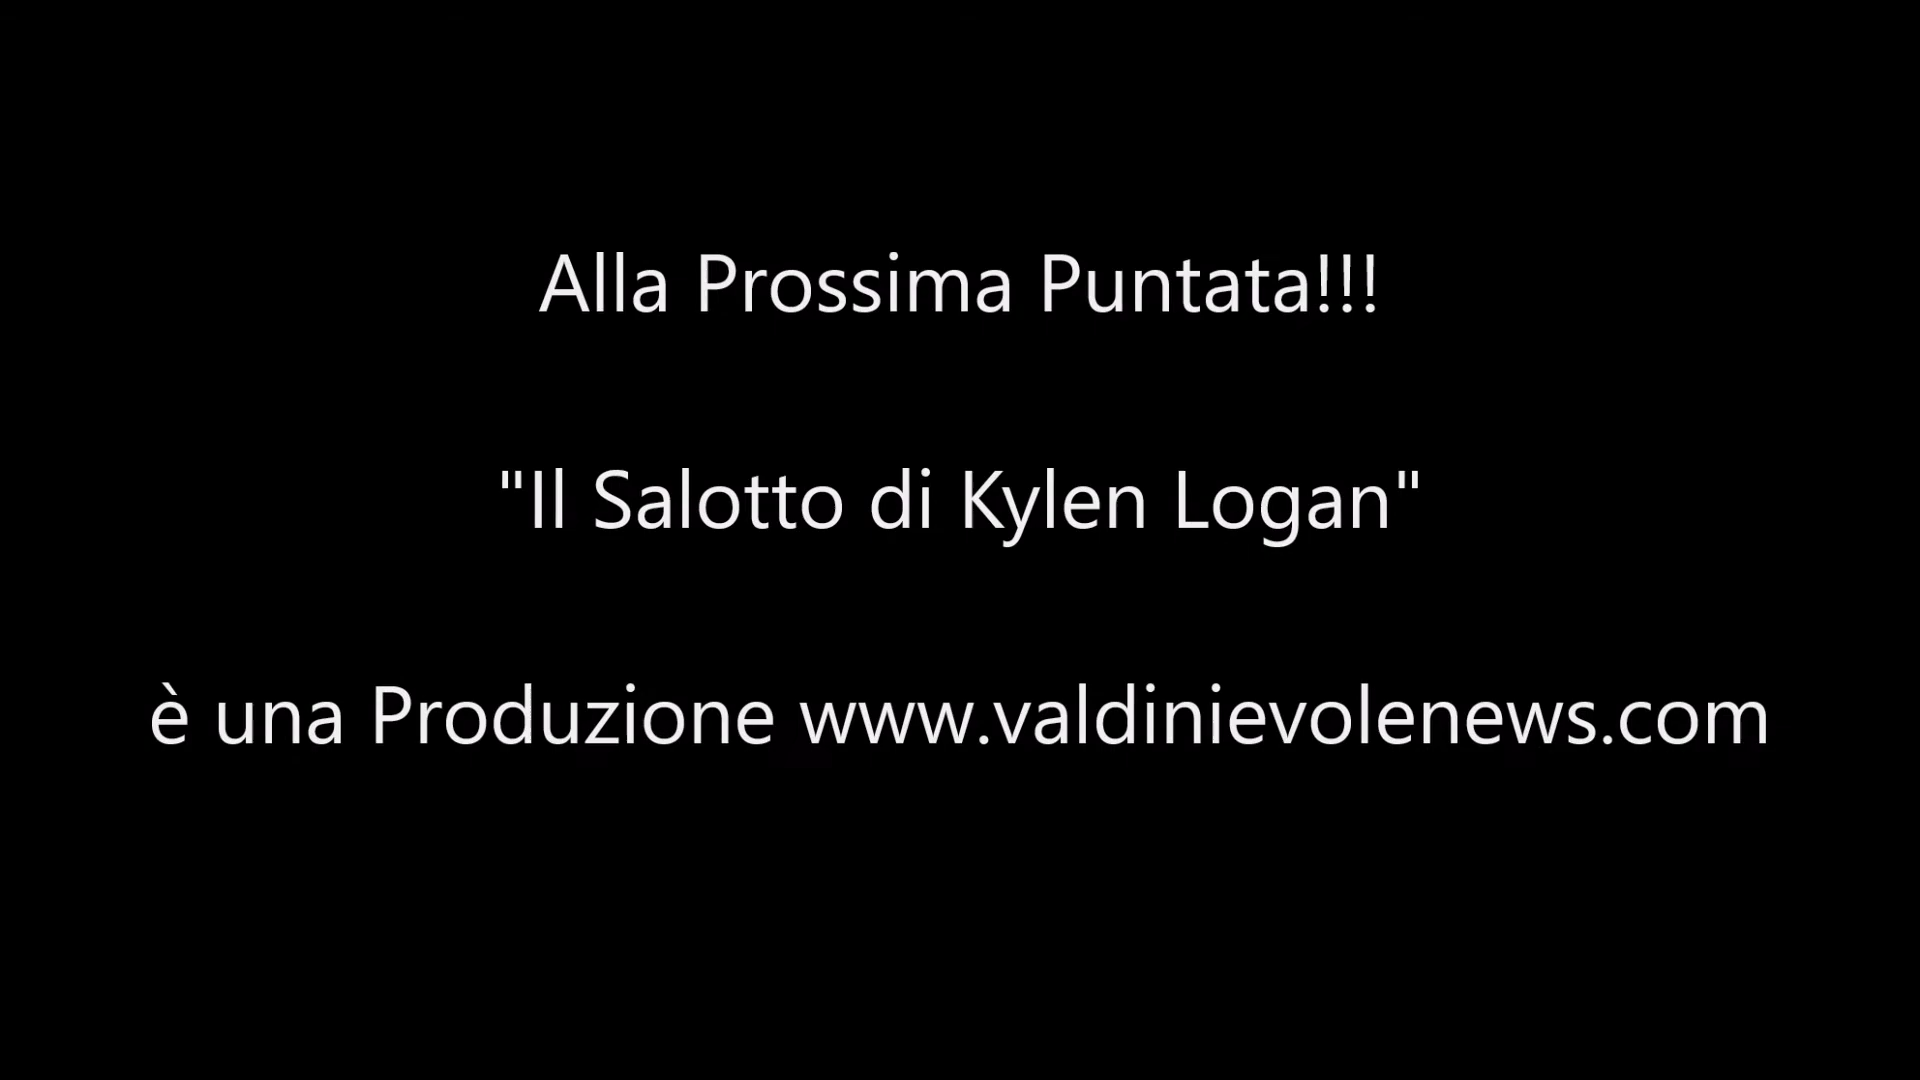 Alla Prossima Puntata!!!
"Il Salotto di Kylen Logan"
è una Produzione www.valdinievolenews.com